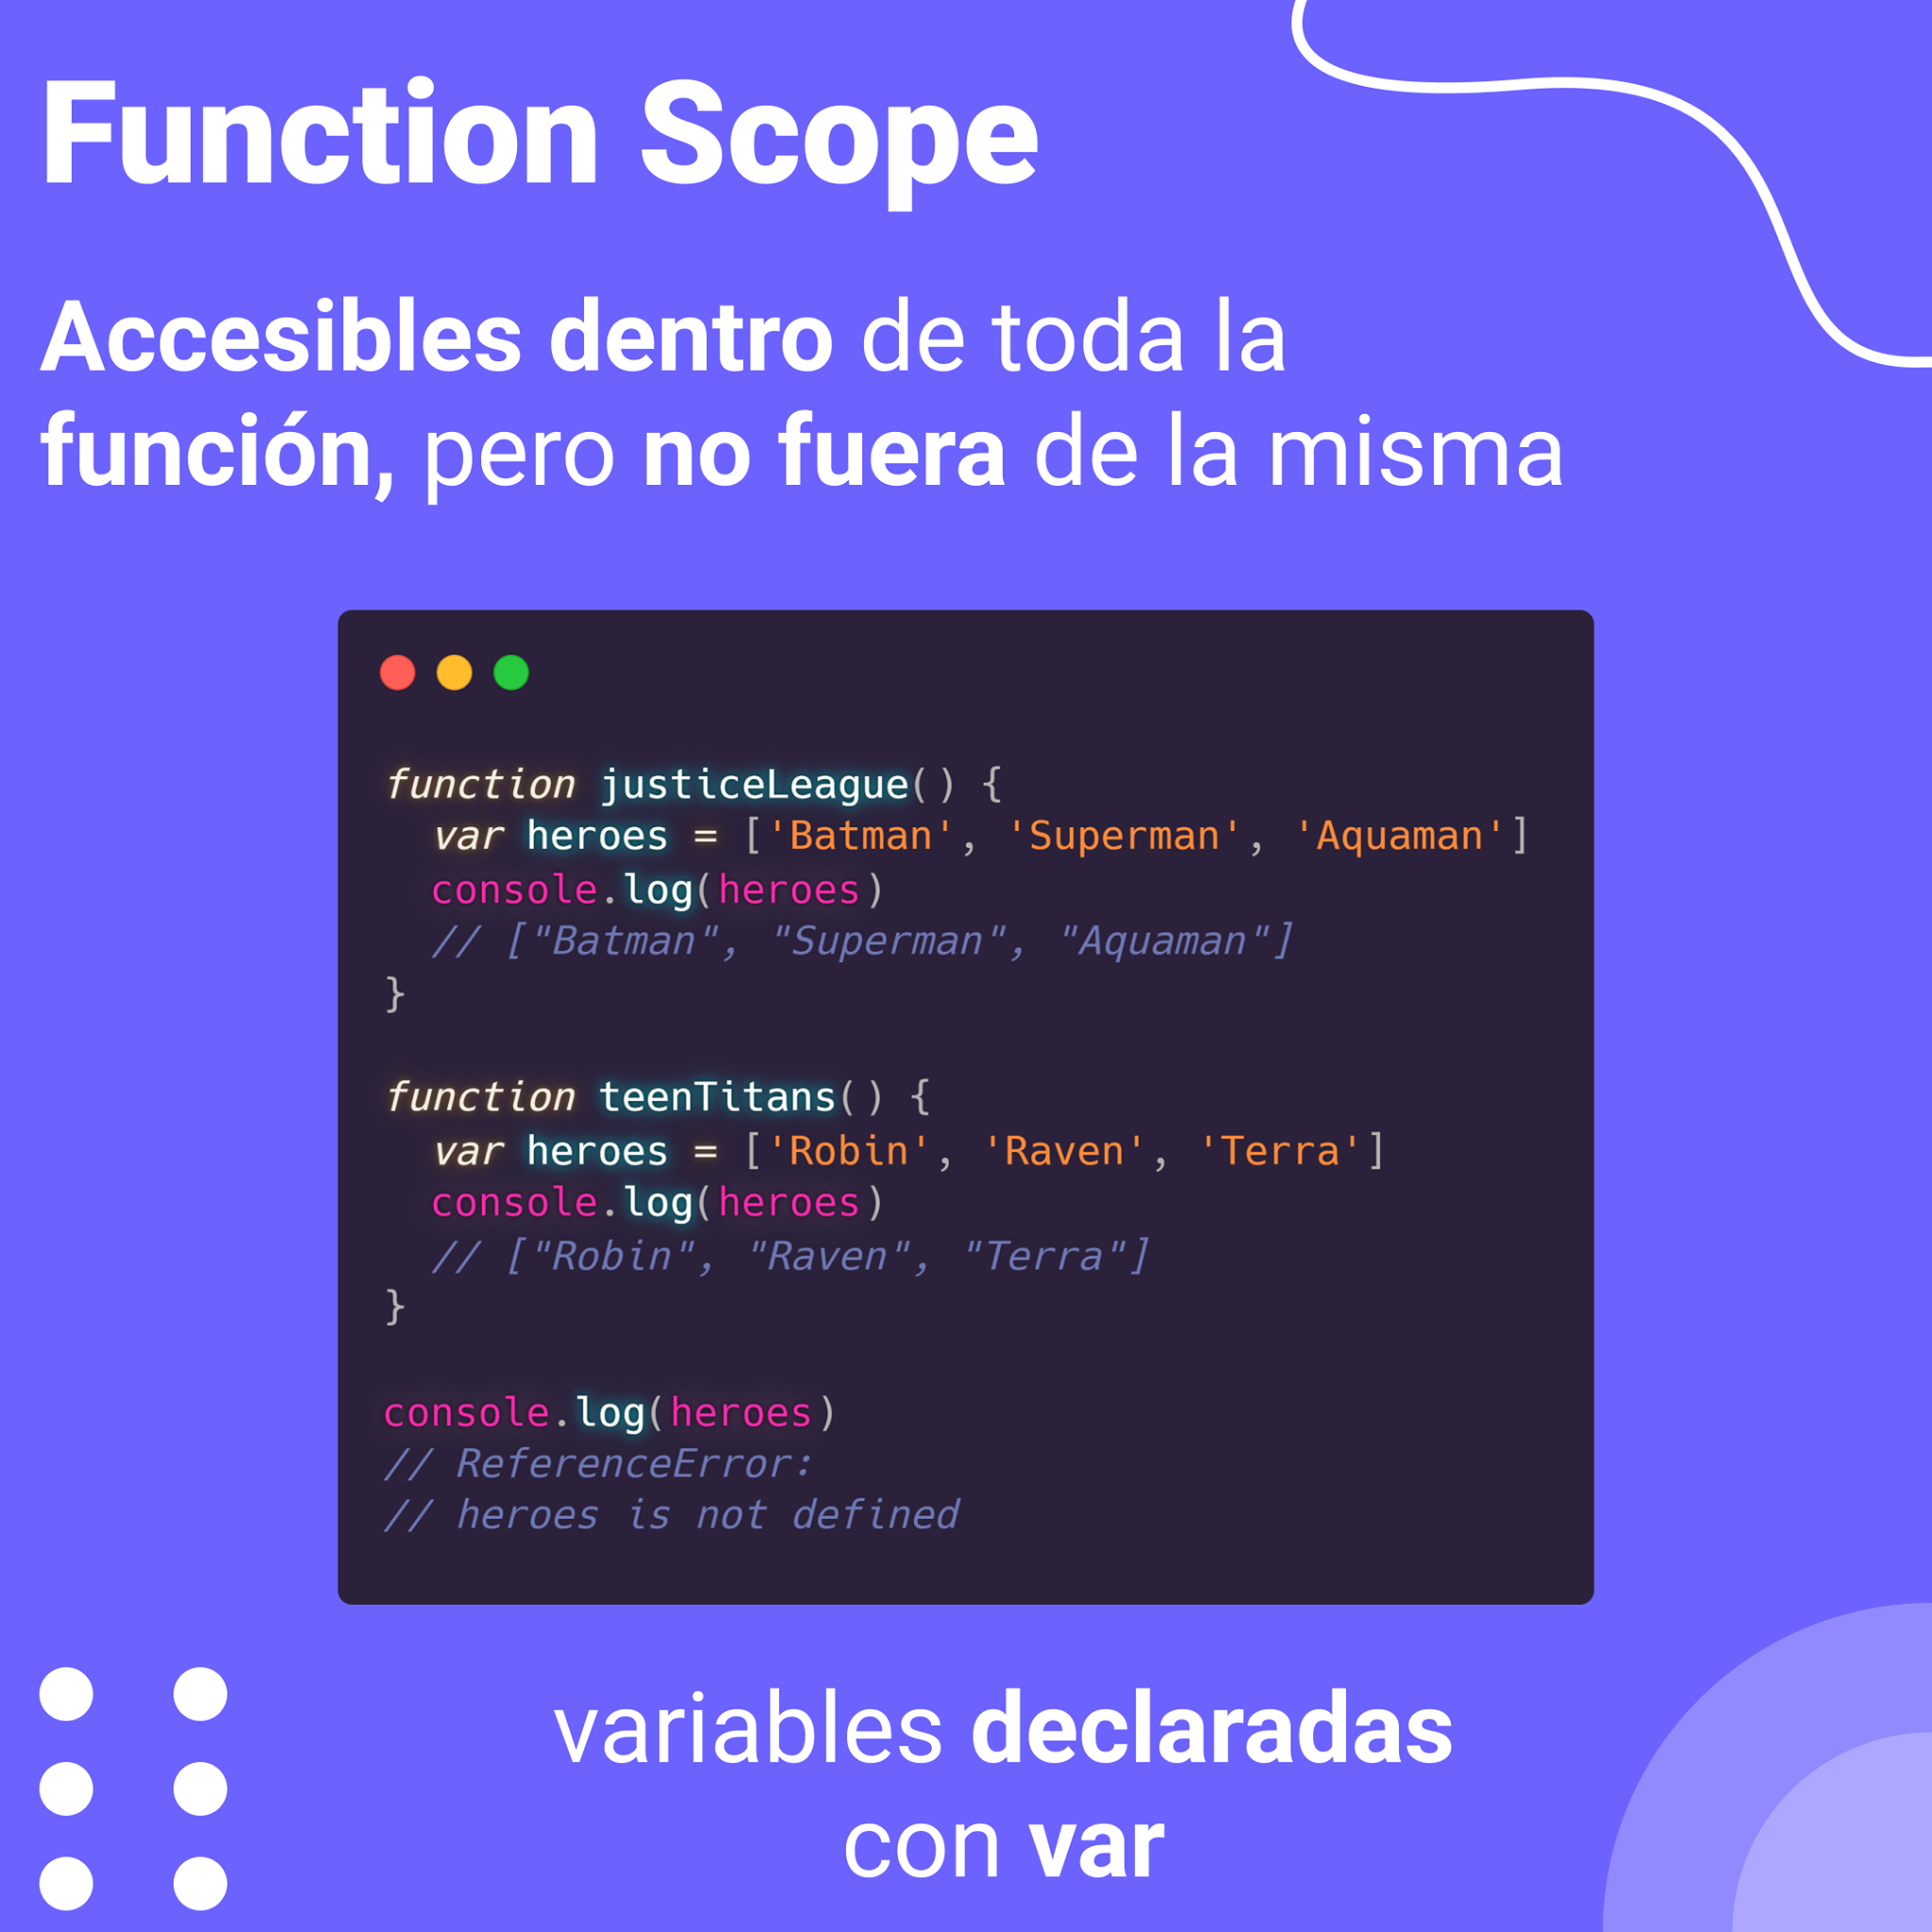 Function Scope
Accesibles dentro de toda la
función, pero no fuera de la misma
function justiceLeague() {
  var heroes = ['Batman', 'Superman', 'Aquaman']
  console.log(heroes)
  // ["Batman", "Superman", "Aquaman"]
}
function teenTitans() {
  var heroes = ['Robin', 'Raven', 'Terra']
  console.log(heroes)
  // ["Robin", "Raven", "Terra"]
}
console.log(heroes)
// ReferenceError:
// heroes is not defined
variables declaradas
con var